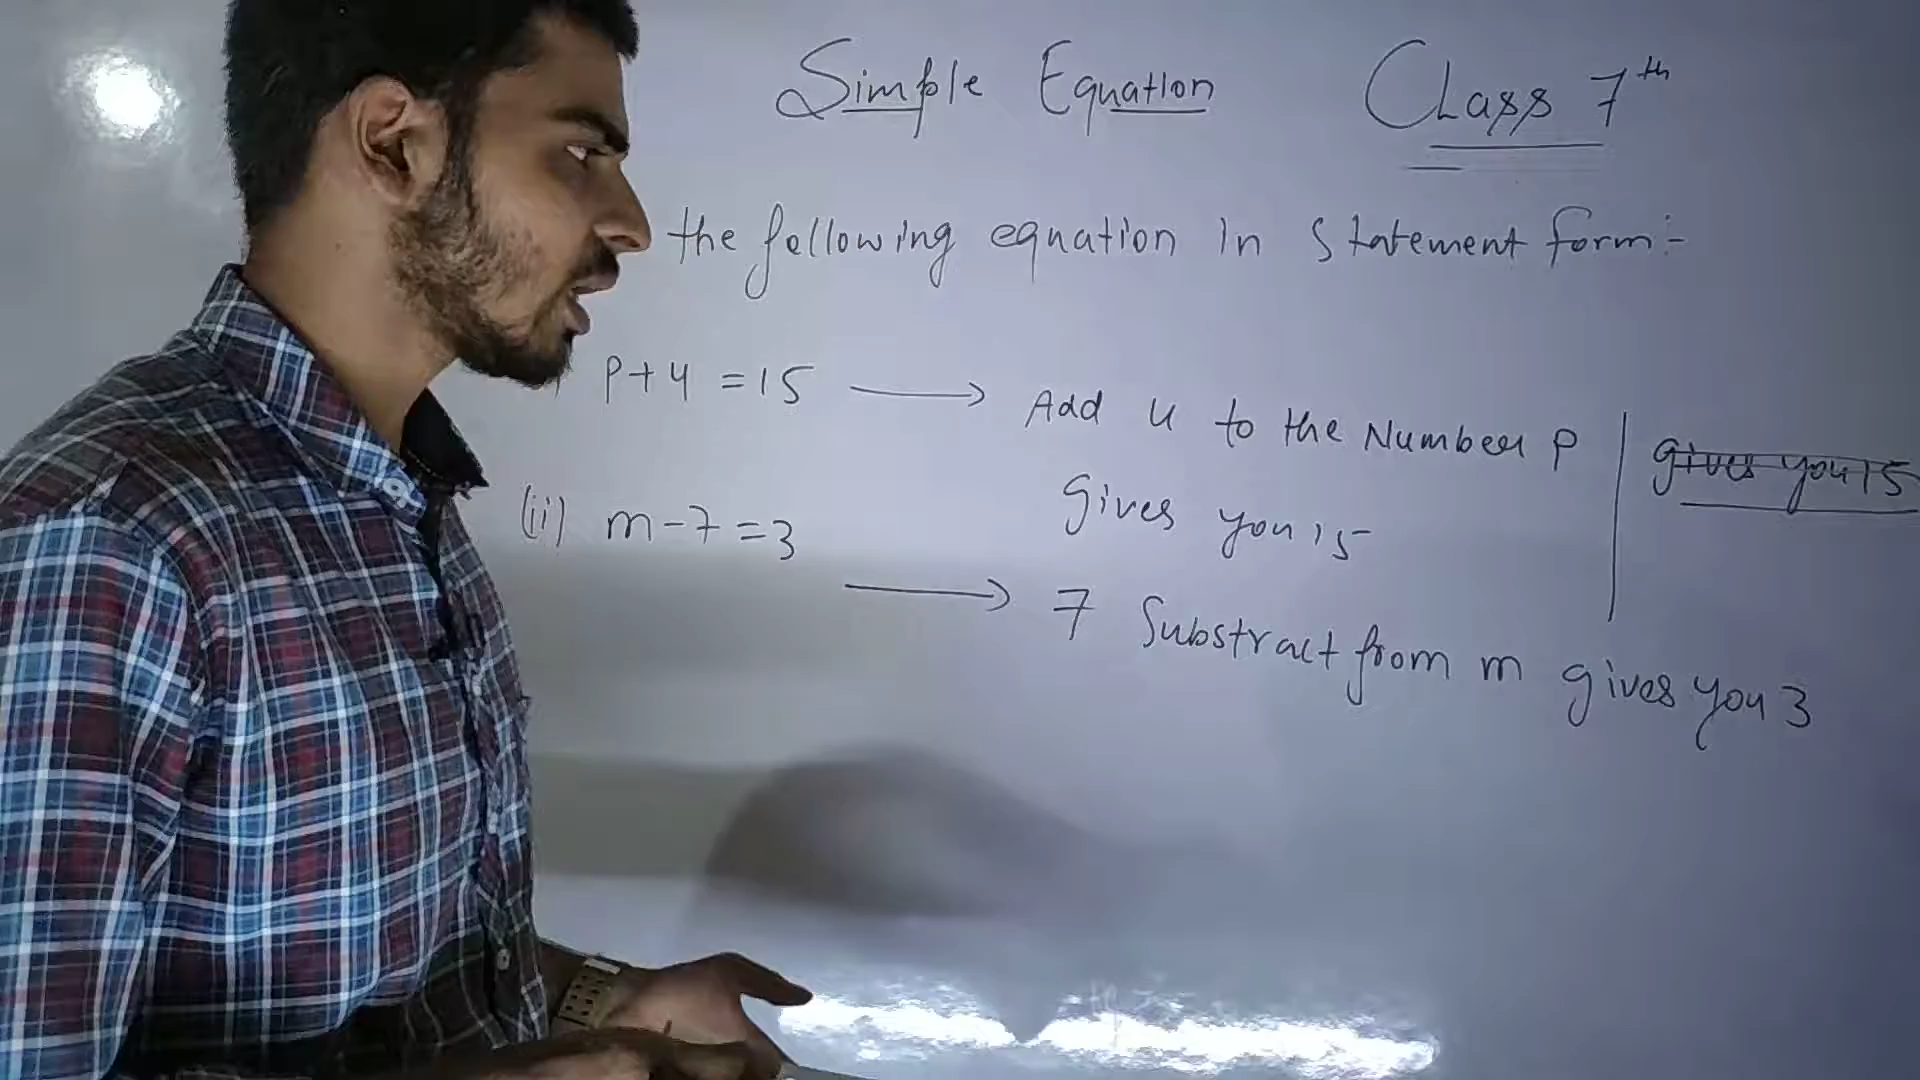 Simple Equation Class 7th
the following equation in statement form:-
P+4 =15 → Add 4 to the Number P
gives you 15
gives you 15
(ii) m-7=3
→ 7 Substract from m gives you 3